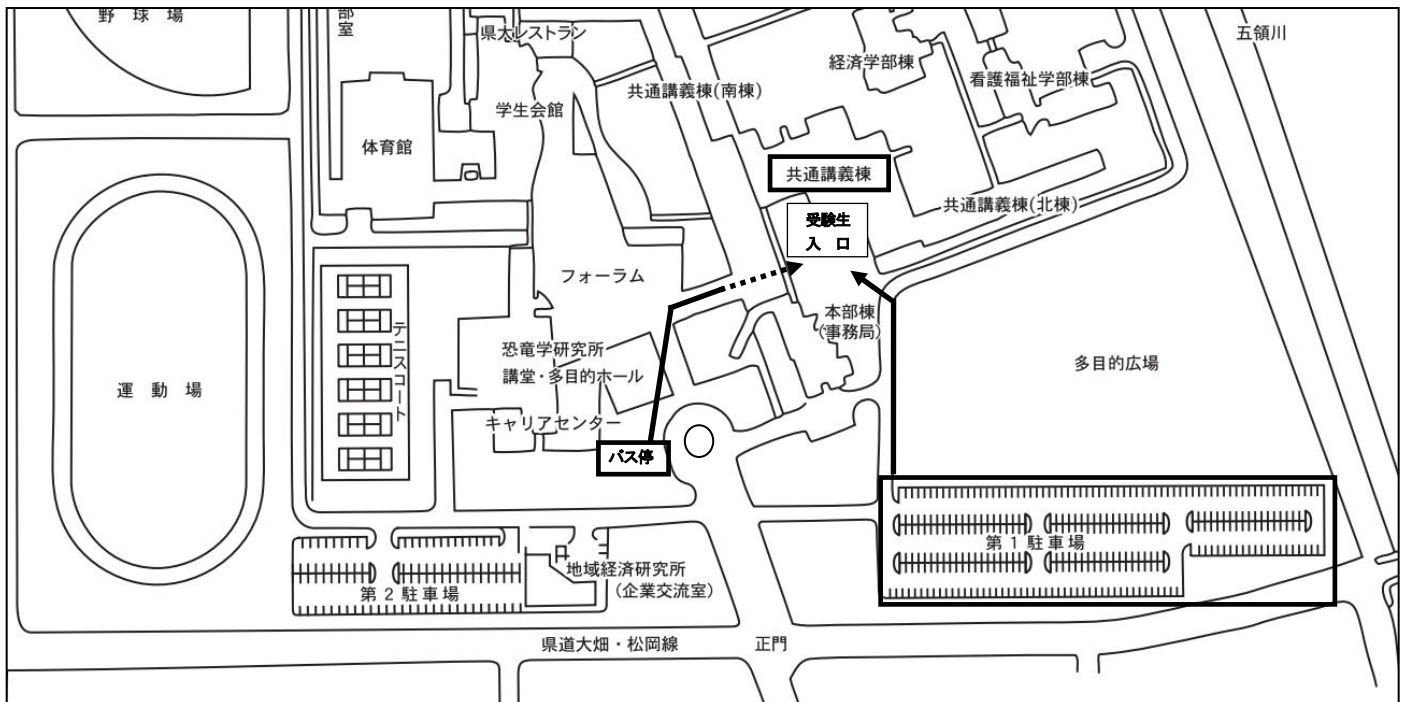 野球場
部室
県大レストラン
五領川
経済学部棟
看護福祉学部棟
共通講義棟(南棟)
学生会館
体育館
共通講義棟
共通講義棟(北棟)
受験生
入 口
フォーラム
本部棟
(事務局)
テニスコート
恐竜学研究所
講堂・多目的ホール
多目的広場
運動場
キャリアセンター
バス停
第1駐車場
地域経済研究所
(企業交流室)
第2駐車場
県道大畑・松岡線
正門